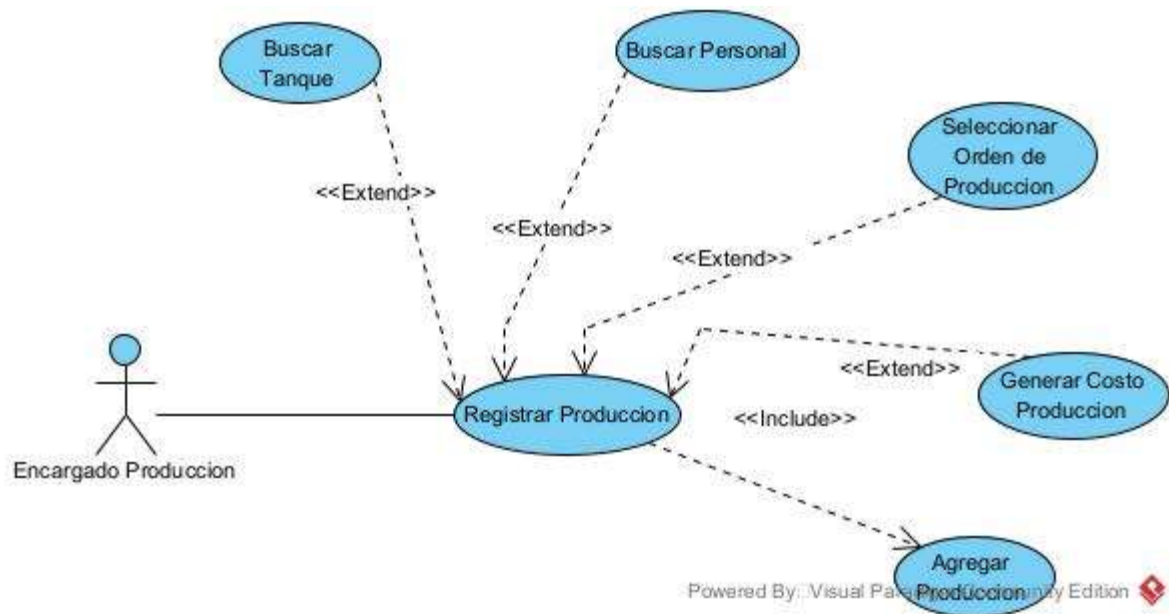 Buscar
Tanque
Buscar Personal
Seleccionar
Orden de
Produccion
<<Extend>>
<<Extend>>
<<Extend>>
<<Extend>>
Generar Costo
Produccion
Registrar Produccion
<<Include>>
Encargado Produccion
Agregar
Produccion
Powered By: Visual Paradigm Community Edition